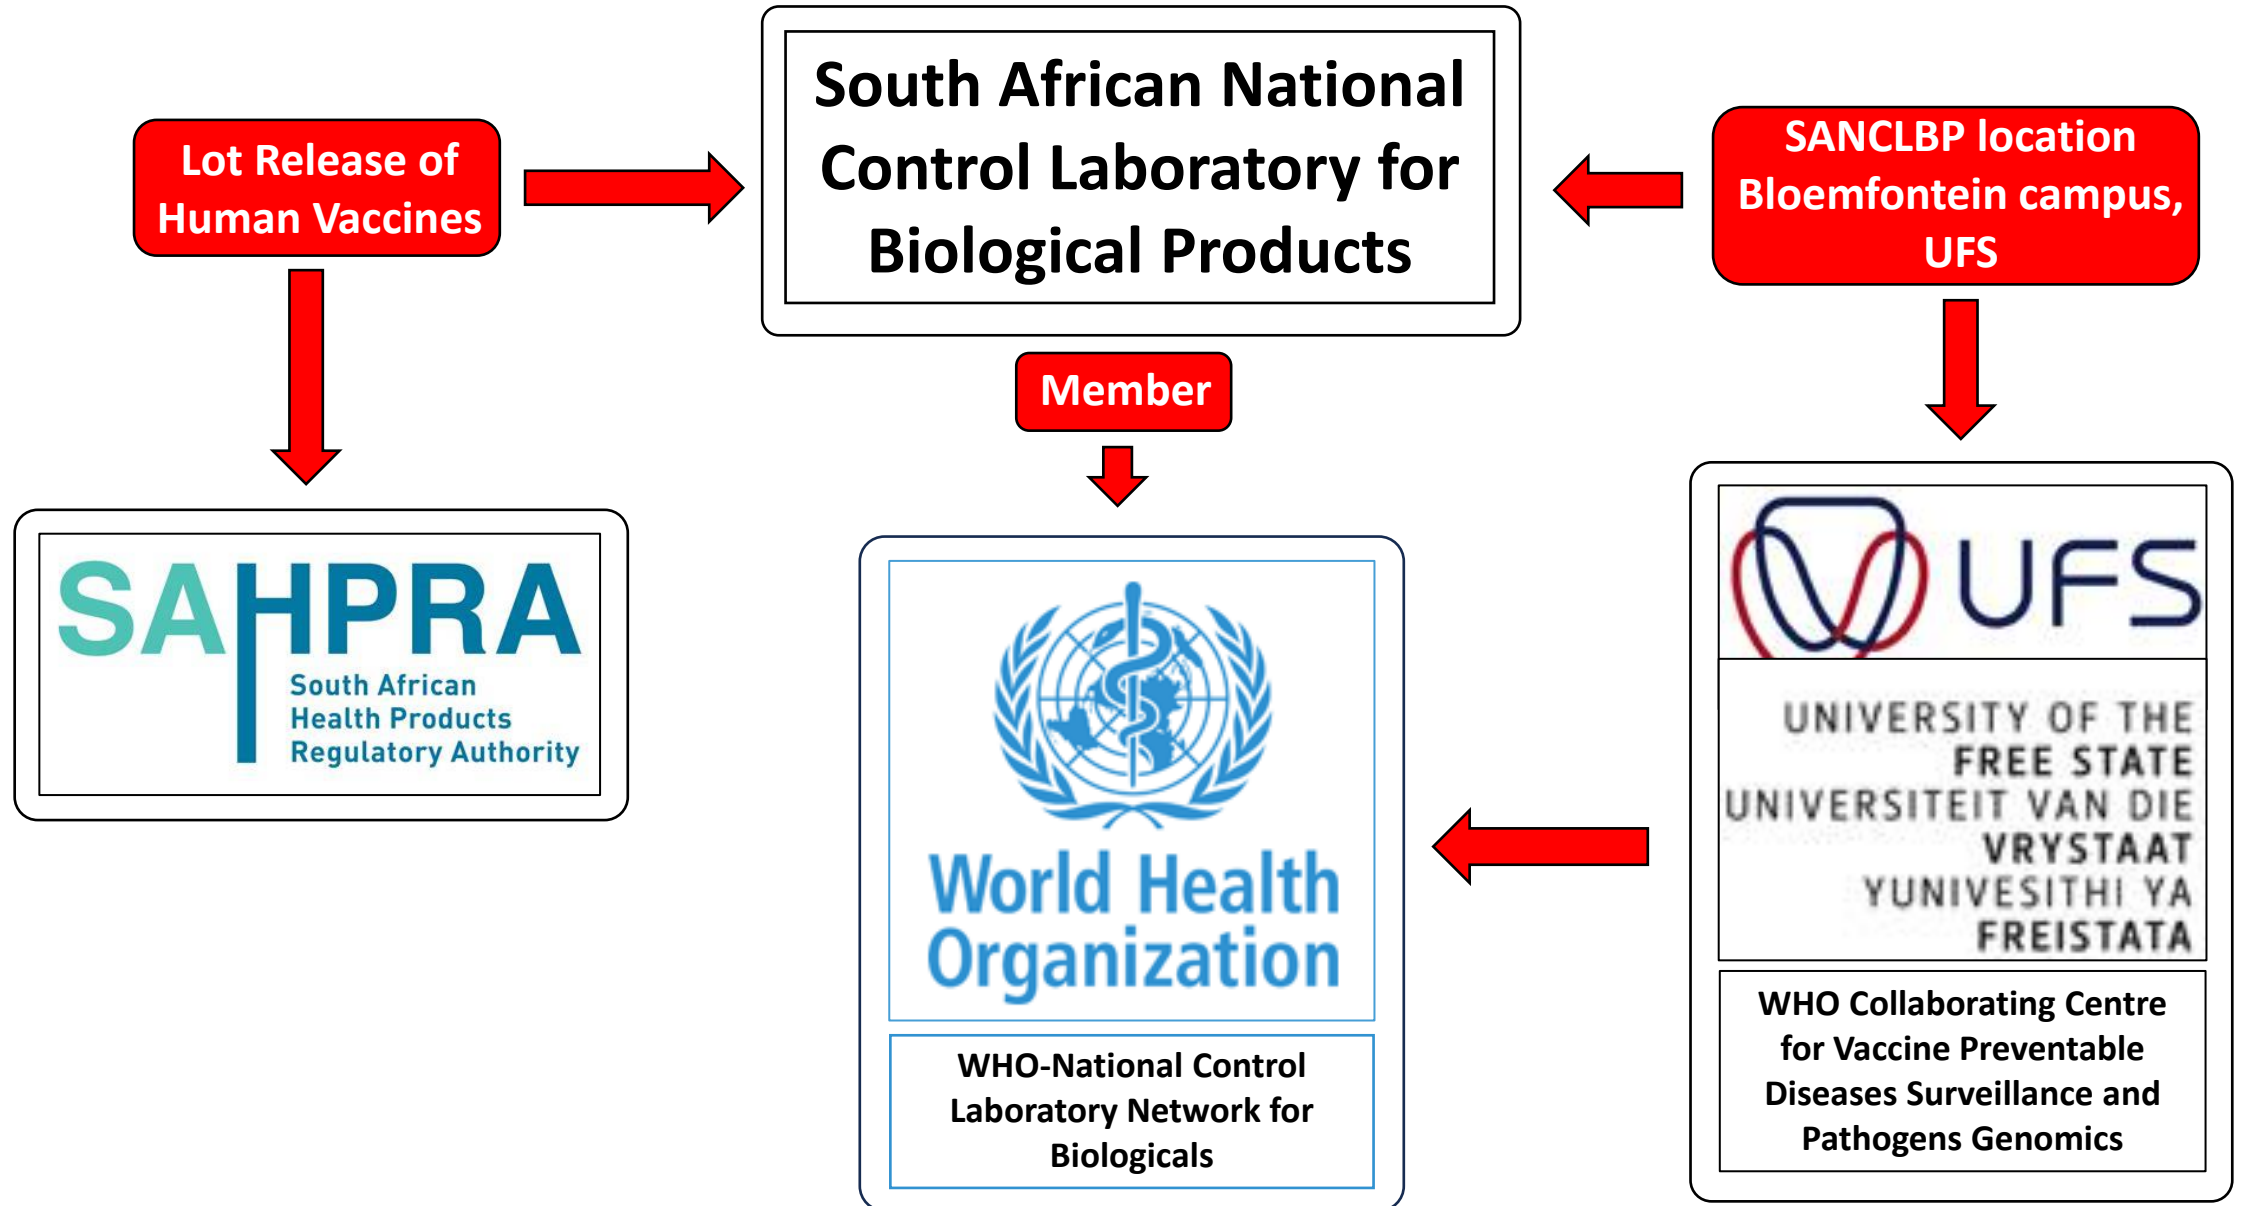 South African National
Control Laboratory for
Biological Products
Lot Release of
Human Vaccines
SANCLBP location
Bloemfontein campus,
UFS
Member
SAHPRA
South African
Health Products
Regulatory Authority
World Health
Organization
WHO-National Control
Laboratory Network for
Biologicals
UFS
UNIVERSITY OF THE
FREE STATE
UNIVERSITEIT VAN DIE
VRYSTAAT
YUNIVESITHI YA
FREISTATA
WHO Collaborating Centre
for Vaccine Preventable
Diseases Surveillance and
Pathogens Genomics